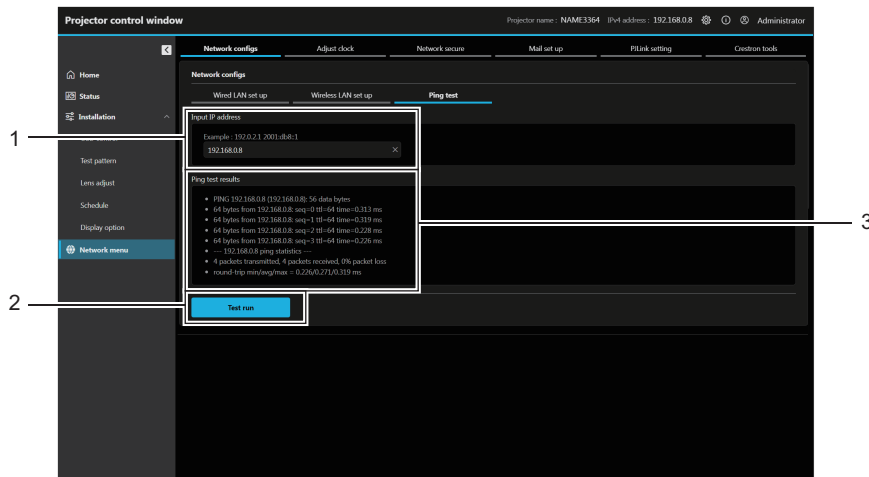 Projector control window
Projector name : NAME3364 IPv4 address : 192.168.0.8 Administrator
Network configs Adjust clock Network secure Mail set up PJLink setting Crestron tools
Home
Status
Installation
Test pattern
Lens adjust
Schedule
Display option
Network menu
Network configs
Wired LAN set up Wireless LAN set up Ping test
Input IP address
Example : 192.0.2.1 2001:db8::1
192.168.0.8
Ping test results
PING 192.168.0.8 (192.168.0.8): 56 data bytes
64 bytes from 192.168.0.8: seq=0 ttl=64 time=0.313 ms
64 bytes from 192.168.0.8: seq=1 ttl=64 time=0.319 ms
64 bytes from 192.168.0.8: seq=2 ttl=64 time=0.228 ms
64 bytes from 192.168.0.8: seq=3 ttl=64 time=0.226 ms
--- 192.168.0.8 ping statistics ---
4 packets transmitted, 4 packets received, 0% packet loss
round-trip min/avg/max = 0.226/0.271/0.319 ms
Test run
1
2
3